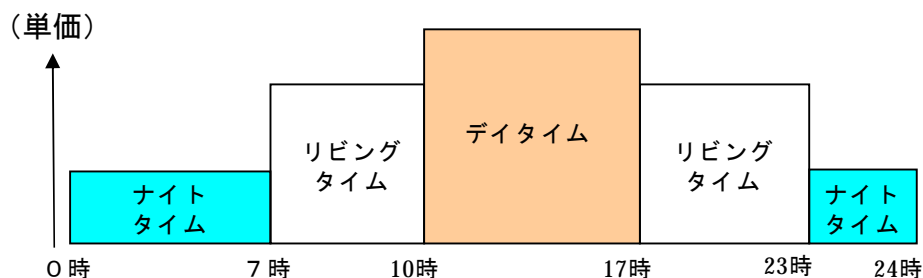 （単価）
デイタイム
リビング
タイム
リビング
タイム
ナイト
タイム
ナイト
タイム
０時
７時
10時
17時
23時
24時